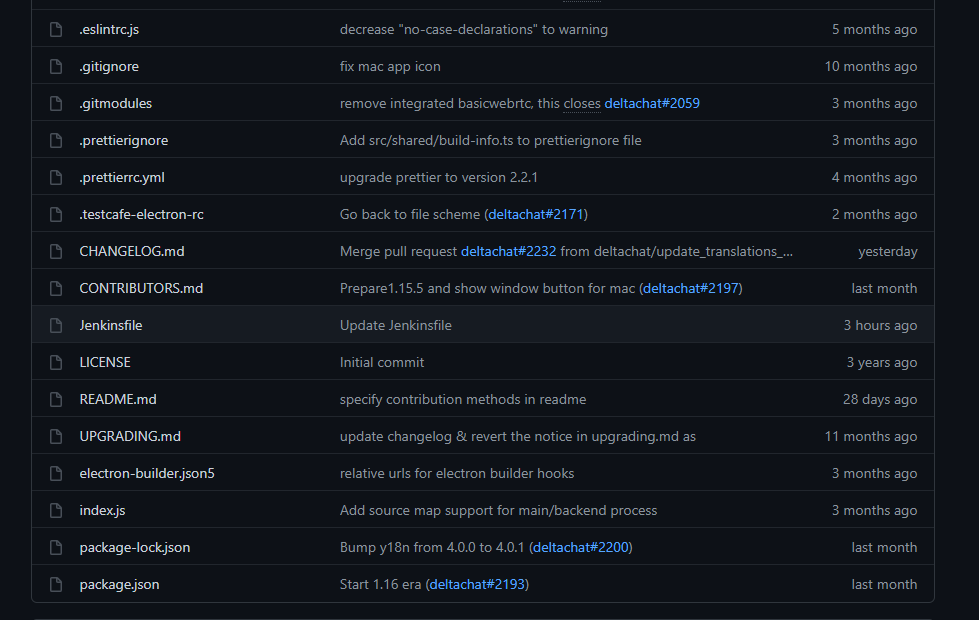 .eslintrc.js decrease "no-case-declarations" to warning 5 months ago
.gitignore fix mac app icon 10 months ago
.gitmodules remove integrated basicwebrtc, this closes deltachat#2059 3 months ago
.prettierignore Add src/shared/build-info.ts to prettierignore file 3 months ago
.prettierrc.yml upgrade prettier to version 2.2.1 4 months ago
.testcafe-electron-rc Go back to file scheme (deltachat#2171) 2 months ago
CHANGELOG.md Merge pull request deltachat#2232 from deltachat/update_translations_... yesterday
CONTRIBUTORS.md Prepare1.15.5 and show window button for mac (deltachat#2197) last month
Jenkinsfile Update Jenkinsfile 3 hours ago
LICENSE Initial commit 3 years ago
README.md specify contribution methods in readme 28 days ago
UPGRADING.md update changelog & revert the notice in upgrading.md as 11 months ago
electron-builder.json5 relative urls for electron builder hooks 3 months ago
index.js Add source map support for main/backend process 3 months ago
package-lock.json Bump y18n from 4.0.0 to 4.0.1 (deltachat#2200) last month
package.json Start 1.16 era (deltachat#2193) last month